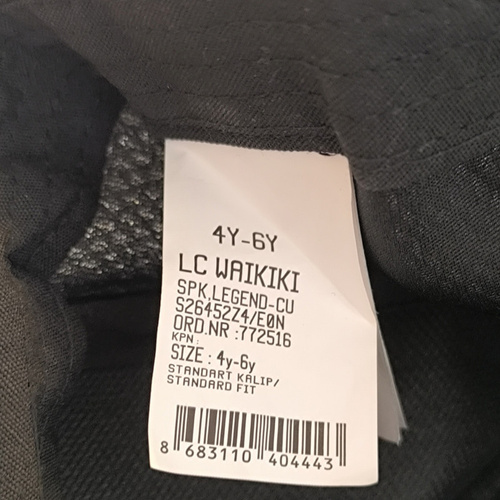 4Y-6Y
LC WAIKIKI
SPK.LEGEND-CU
S26452Z4/E0N
ORD.NR :772516
KPN:
SIZE : 4y-6y
STANDART KALIP/
STANDARD FIT
8 683110 404443